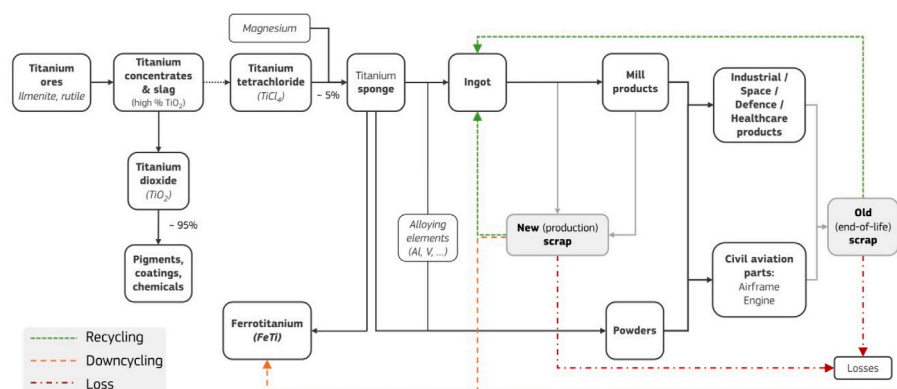 Magnesium
Titanium
ores
Ilmenite, rutile
Titanium
concentrates
& slag
(high % TiO₂)
Titanium
tetrachloride
(TiCl₄)
~ 5%
Titanium
sponge
Ingot
Mill
products
Industrial /
Space /
Defence /
Healthcare
products
Titanium
dioxide
(TiO₂)
~ 95%
Pigments,
coatings,
chemicals
Alloying
elements
(Al, V, ...)
New (production)
scrap
Old
(end-of-life)
scrap
Civil aviation
parts:
Airframe
Engine
Ferrotitanium
(FeTi)
Powders
Losses
Recycling
Downcycling
Loss